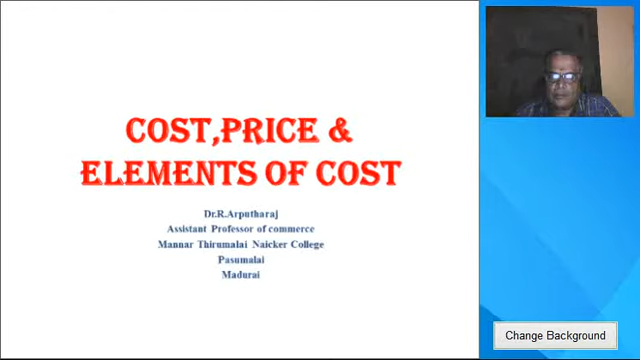 COST,PRICE &
ELEMENTS OF COST
Dr.R.Arputharaj
Assistant Professor of commerce
Mannar Thirumalai Naicker College
Pasumalai
Madurai
Change Background